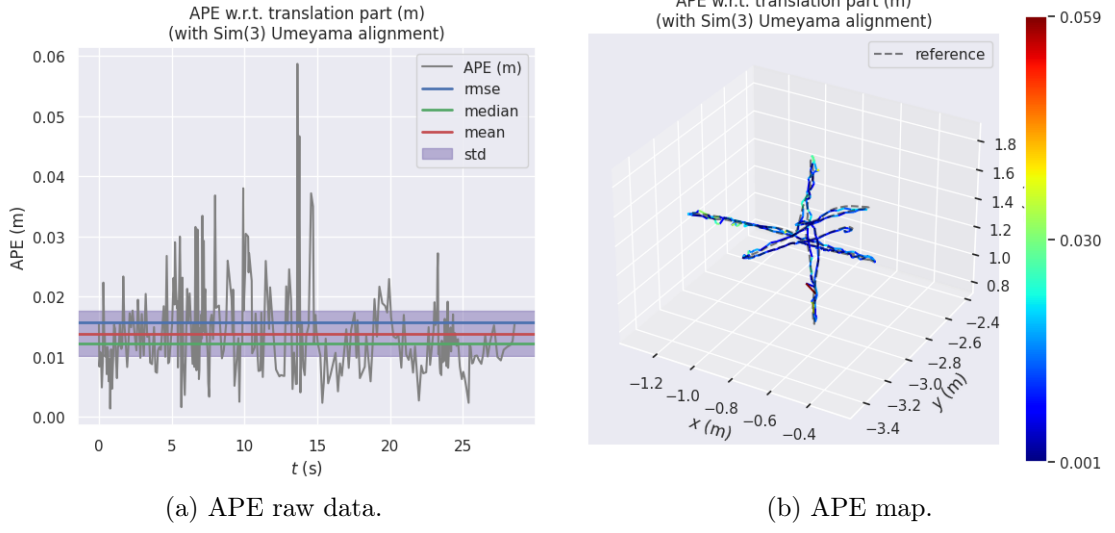 APE w.r.t. translation part (m)
(with Sim(3) Umeyama alignment)
0.06
0.05
0.04
0.03
0.02
0.01
0.00
APE (m)
APE (m)
rmse
median
mean
std
0
5
10
15
20
25
t (s)
(a) APE raw data.
APE w.r.t. translation part (m)
(with Sim(3) Umeyama alignment)
reference
1.8
1.6
1.4
1.2
1.0
0.8
−2.4
−2.6
−2.8
−3.0
−3.2
−3.4
y (m)
−1.2
−1.0
−0.8
−0.6
−0.4
x (m)
0.059
0.030
0.001
(b) APE map.